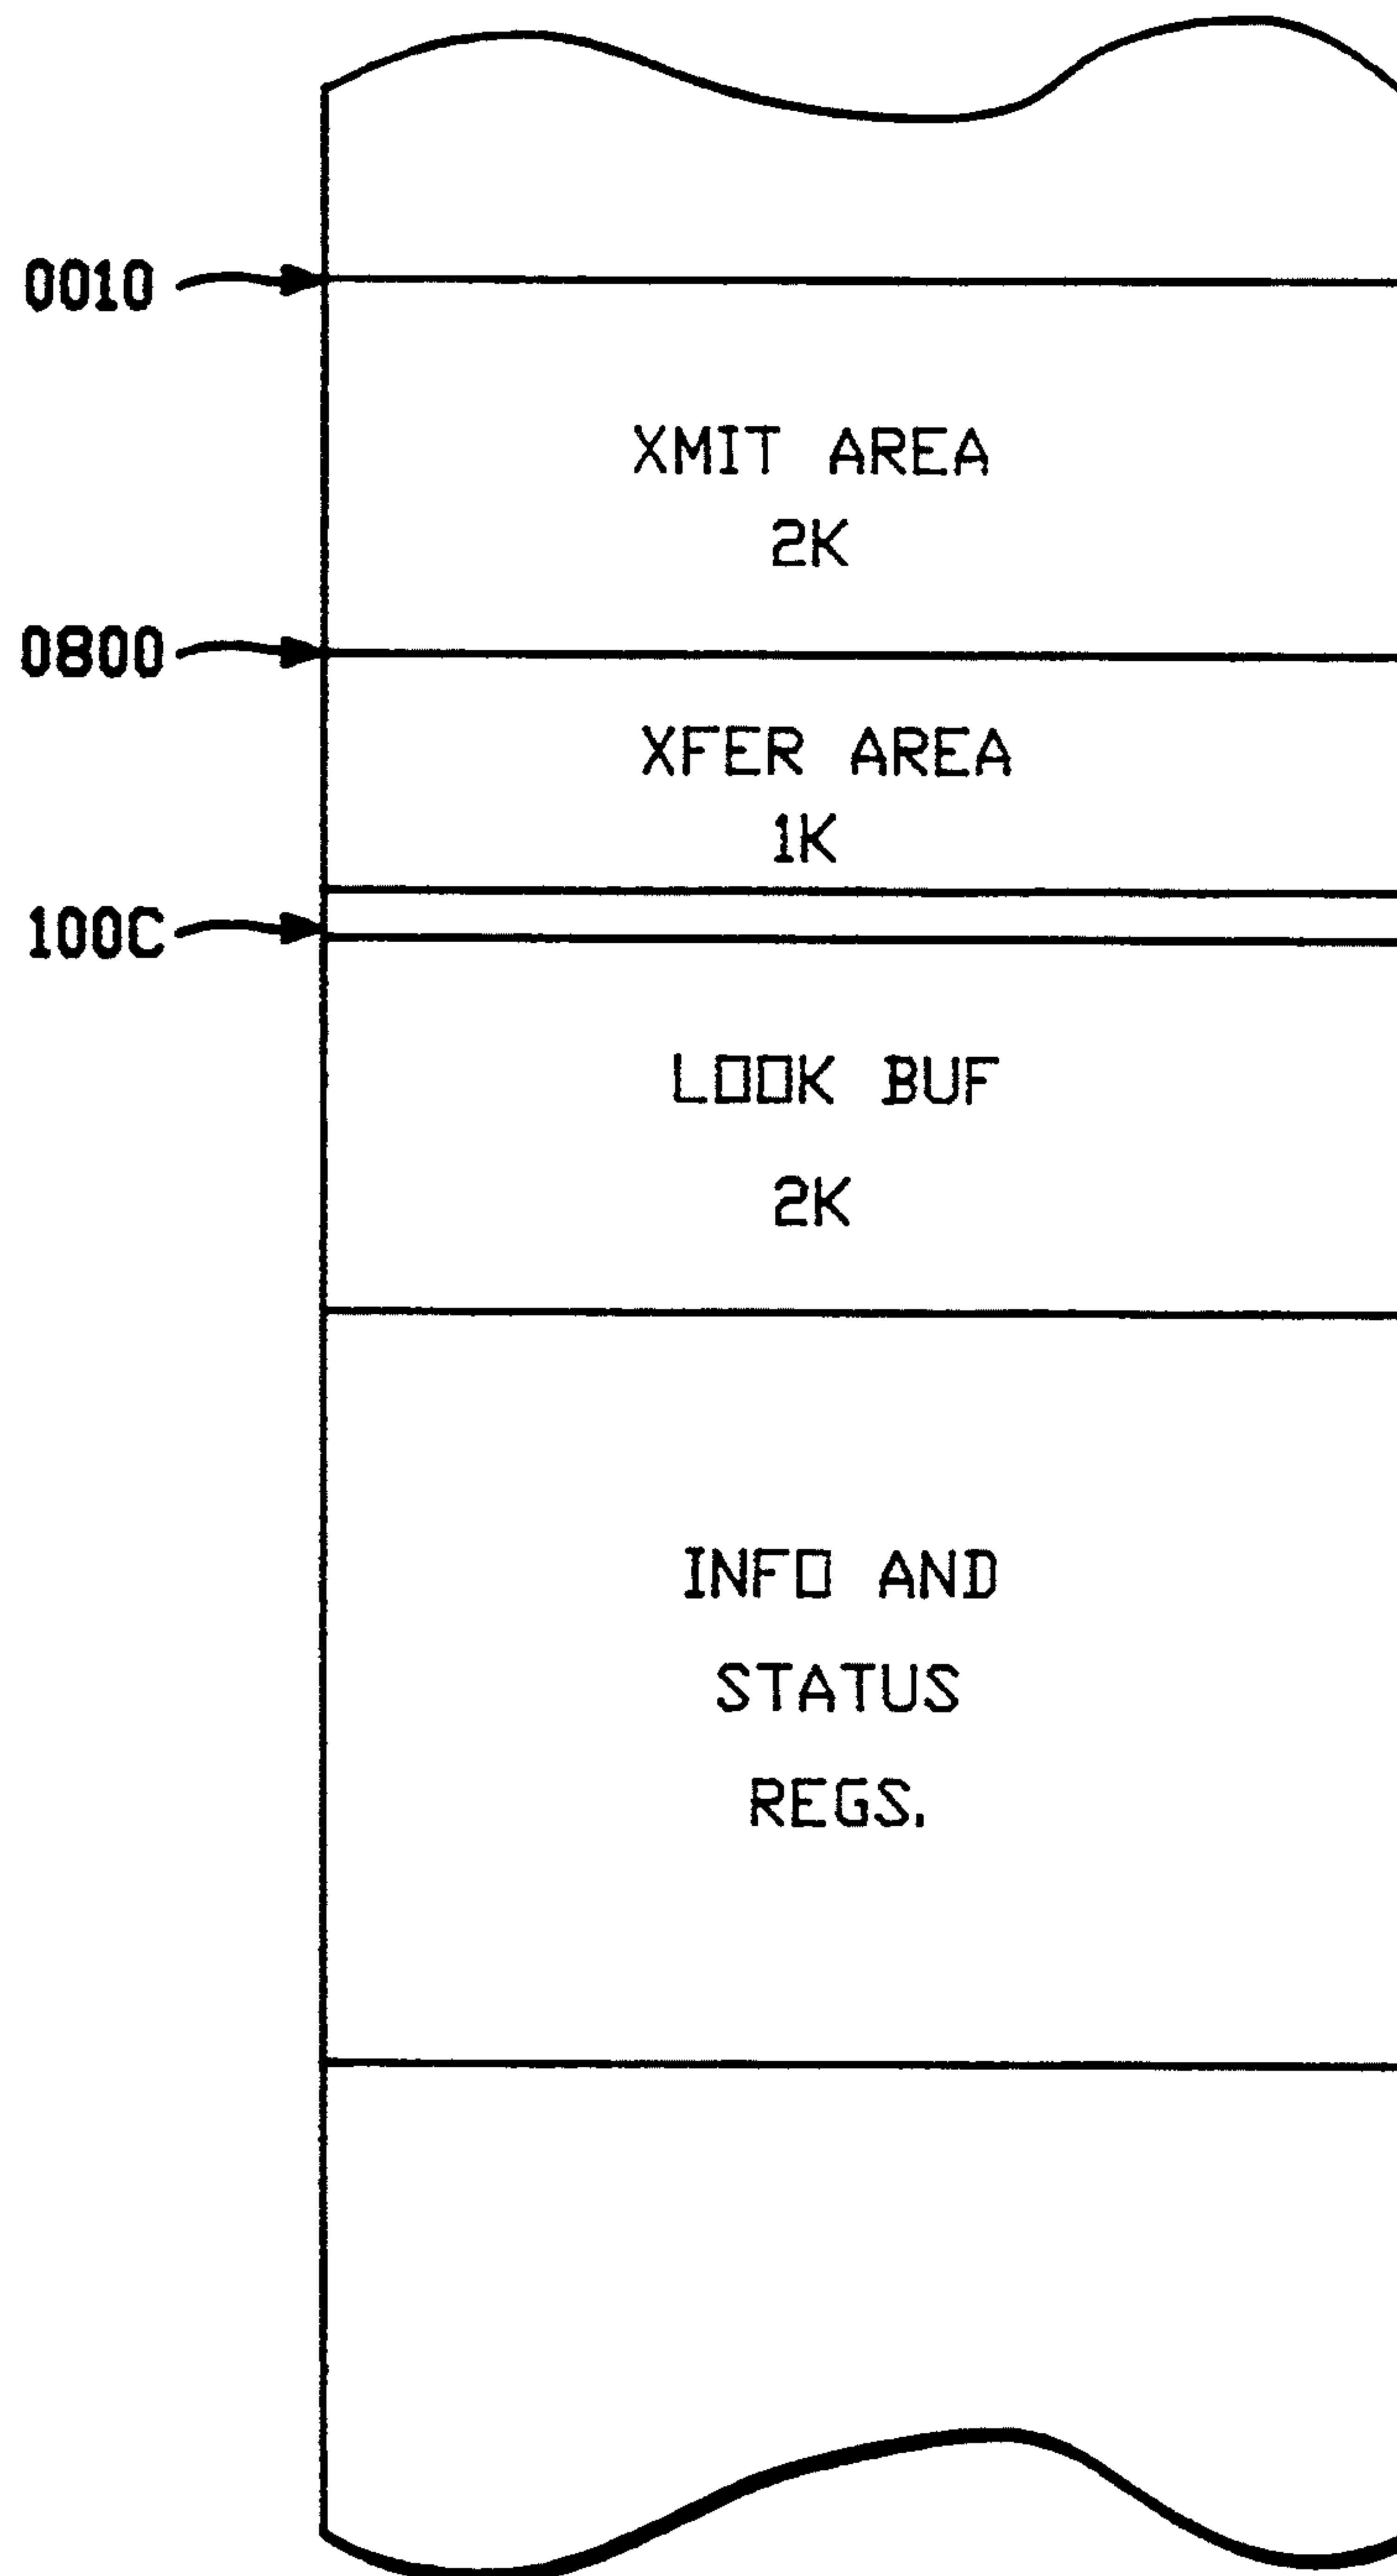 0010
XMIT AREA
2K
0800
XFER AREA
1K
100C
LOOK BUF
2K
INFO AND
STATUS
REGS.